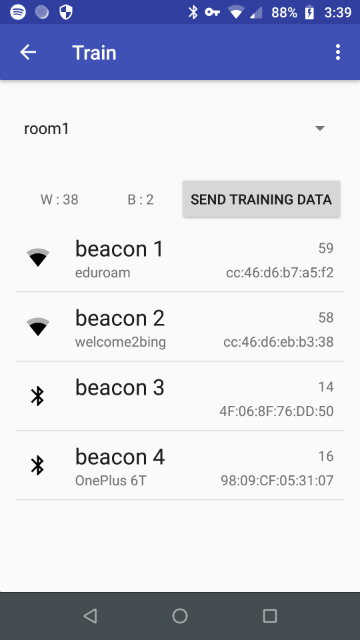 88% 3:39
Train
room1
W : 38 B : 2 SEND TRAINING DATA
beacon 1 59
eduroam cc:46:d6:b7:a5:f2
beacon 2 58
welcome2bing cc:46:d6:eb:b3:38
beacon 3 14
4F:06:8F:76:DD:50
beacon 4 16
OnePlus 6T 98:09:CF:05:31:07